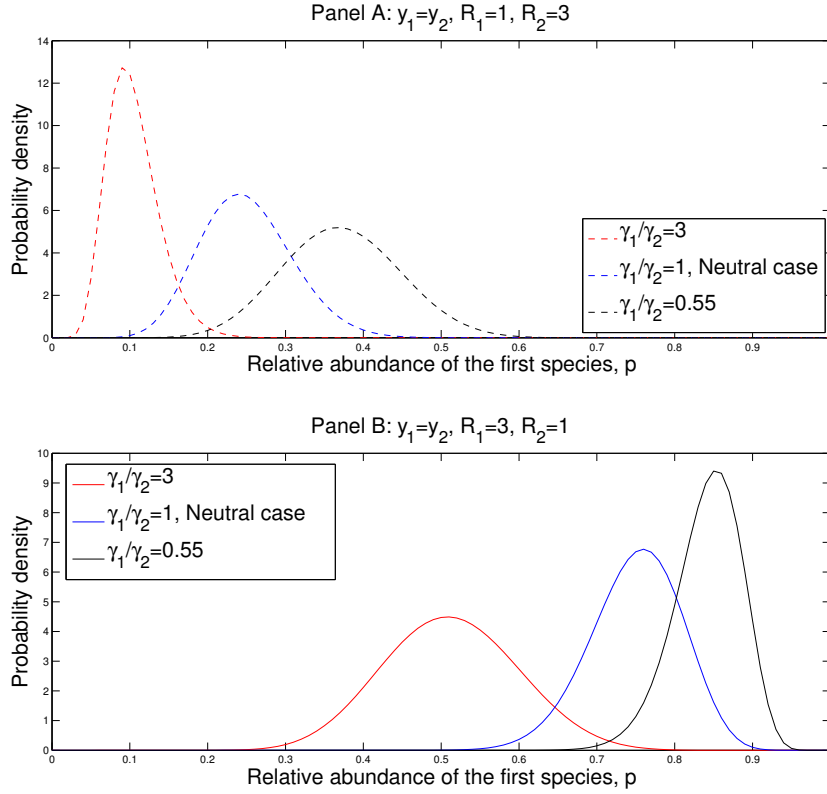 Panel A: y₁=y₂, R₁=1, R₂=3
Probability density
14
12
10
8
6
4
2
0
0 0.1 0.2 0.3 0.4 0.5 0.6 0.7 0.8 0.9
Relative abundance of the first species, p
γ₁/γ₂=3
γ₁/γ₂=1, Neutral case
γ₁/γ₂=0.55
Panel B: y₁=y₂, R₁=3, R₂=1
Probability density
10
9
8
7
6
5
4
3
2
1
0
0 0.1 0.2 0.3 0.4 0.5 0.6 0.7 0.8 0.9
Relative abundance of the first species, p
γ₁/γ₂=3
γ₁/γ₂=1, Neutral case
γ₁/γ₂=0.55